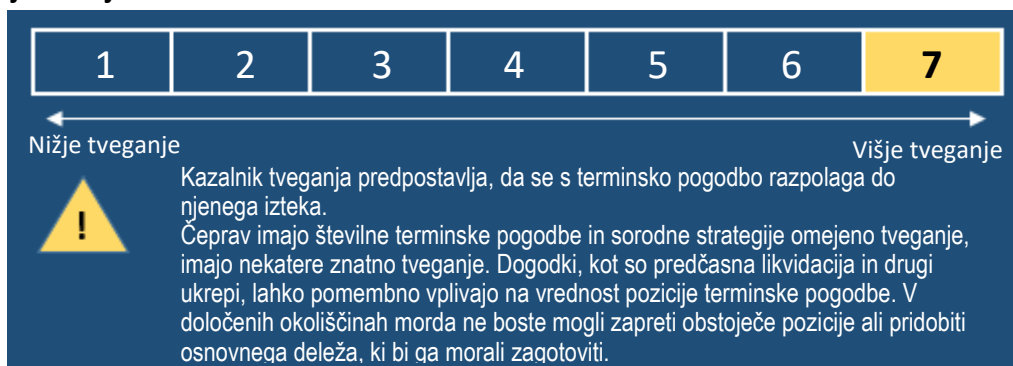 1 2 3 4 5 6 7
Nižje tveganje
Višje tveganje
!
Kazalnik tveganja predpostavlja, da se s terminsko pogodbo razpolaga do
njenega izteka.
Čeprav imajo številne terminske pogodbe in sorodne strategije omejeno tveganje,
imajo nekatere znatno tveganje. Dogodki, kot so predčasna likvidacija in drugi
ukrepi, lahko pomembno vplivajo na vrednost pozicije terminske pogodbe. V
določenih okoliščinah morda ne boste mogli zapreti obstoječe pozicije ali pridobiti
osnovnega deleža, ki bi ga morali zagotoviti.